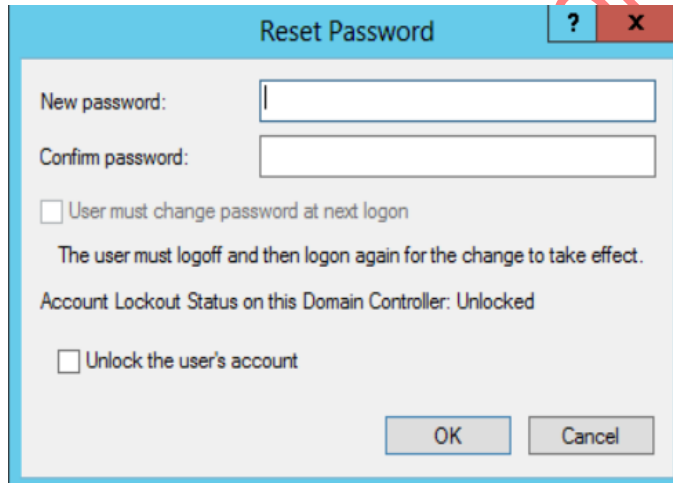 Reset Password
?
x
New password:
Confirm password:
User must change password at next logon
The user must logoff and then logon again for the change to take effect.
Account Lockout Status on this Domain Controller: Unlocked
Unlock the user's account
OK
Cancel